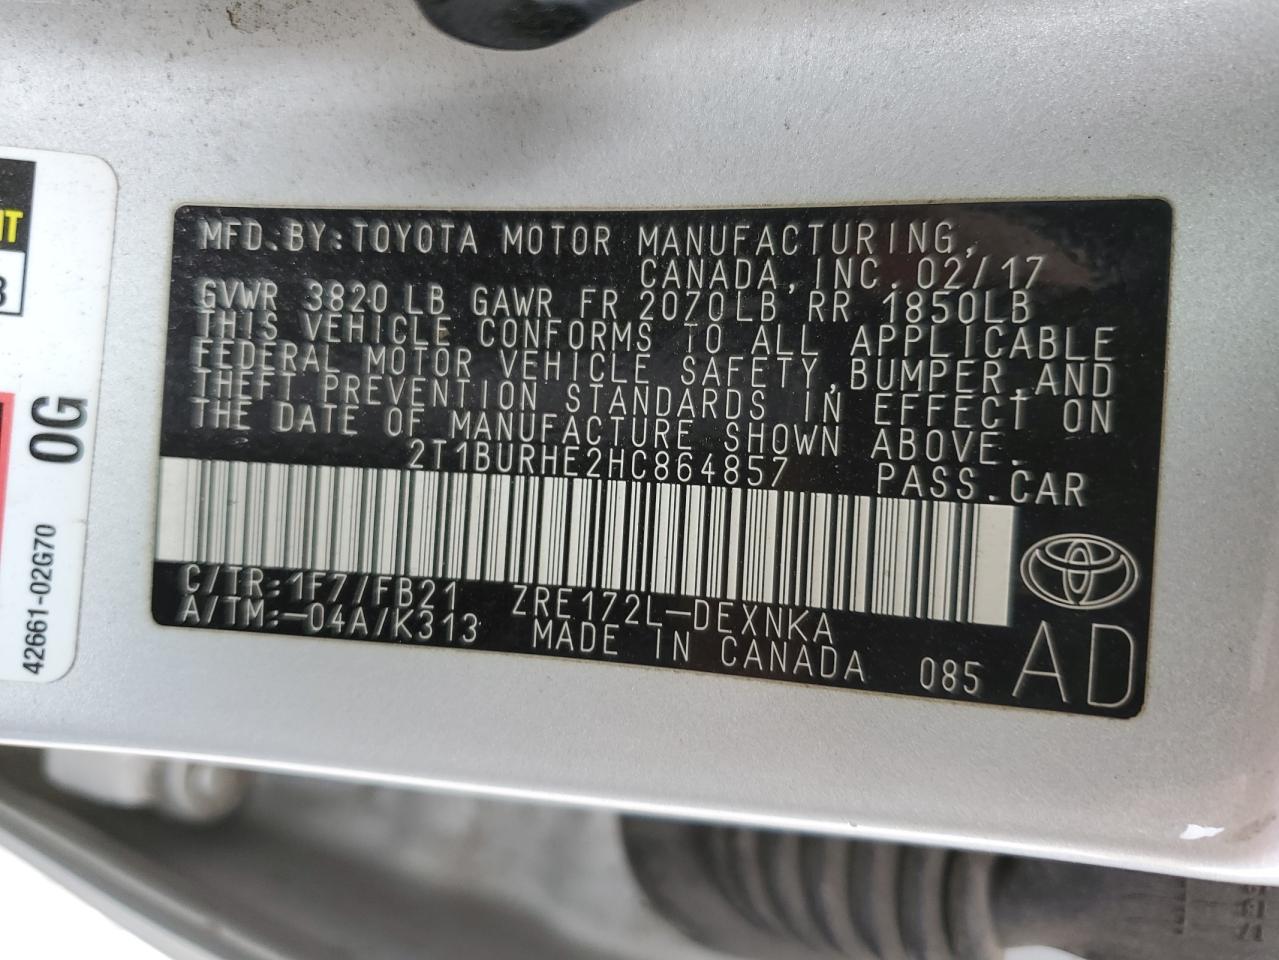 MFD.BY:TOYOTA MOTOR MANUFACTURING,
CANADA,INC.02/17
GVWR 3820 LB GAWR FR 2070LB RR 1850LB
THIS VEHICLE CONFORMS TO ALL APPLICABLE
FEDERAL MOTOR VEHICLE SAFETY,BUMPER,AND
THEFT PREVENTION STANDARDS IN EFFECT ON
THE DATE OF MANUFACTURE SHOWN ABOVE.
2T1BURHE2HC864857 PASS.CAR
C/TR:1F7/FB21 ZRE172L-DEXNKA
A/TM:-04A/K313 MADE IN CANADA 085 AD
0G
42661-02G70